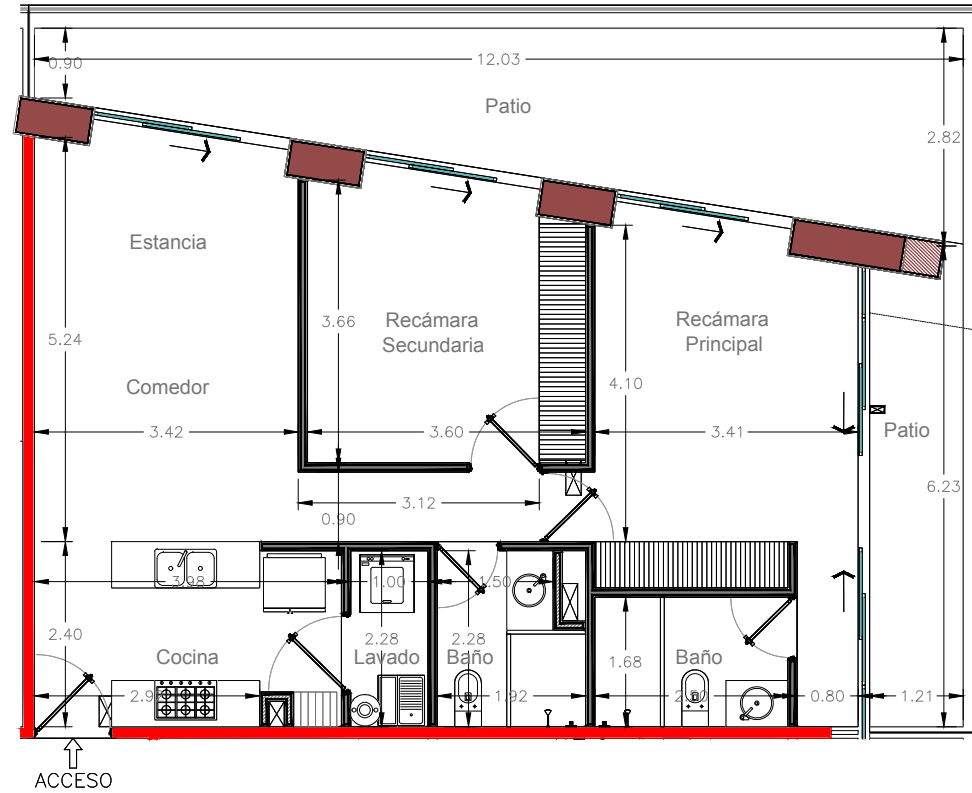 0.90
12.03
Patio
2.82
Estancia
3.66
Recámara
Secundaria
Recámara
Principal
5.24
4.10
Comedor
3.42
3.60
3.41
Patio
6.23
3.12
0.90
3.98
1.00
1.50
2.40
2.28
2.28
1.68
Cocina
Lavado
Baño
Baño
1.92
0.80
1.21
ACCESO